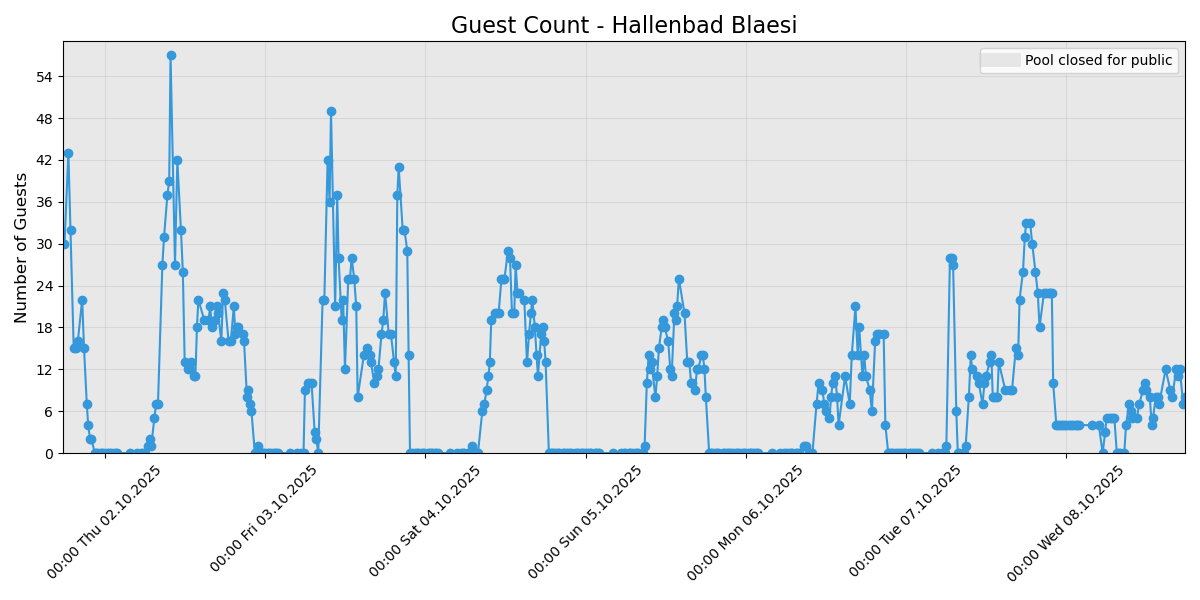 Guest Count - Hallenbad Blaesi
Pool closed for public
Number of Guests
54
48
42
36
30
24
18
12
6
0
00:00 Thu 02.10.2025
00:00 Fri 03.10.2025
00:00 Sat 04.10.2025
00:00 Sun 05.10.2025
00:00 Mon 06.10.2025
00:00 Tue 07.10.2025
00:00 Wed 08.10.2025